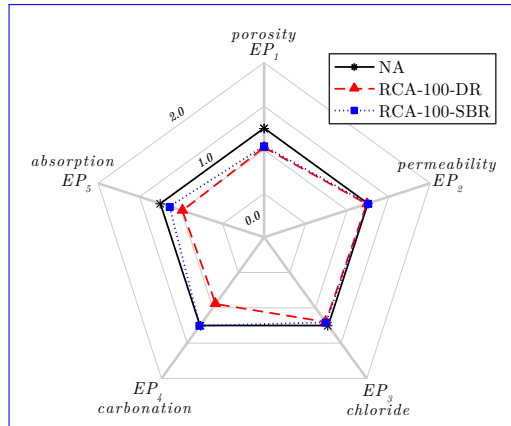 porosity
EP1
NA
RCA-100-DR
RCA-100-SBR
2.0
1.0
0.0
absorption
EP5
permeability
EP2
EP4
carbonation
EP3
chloride